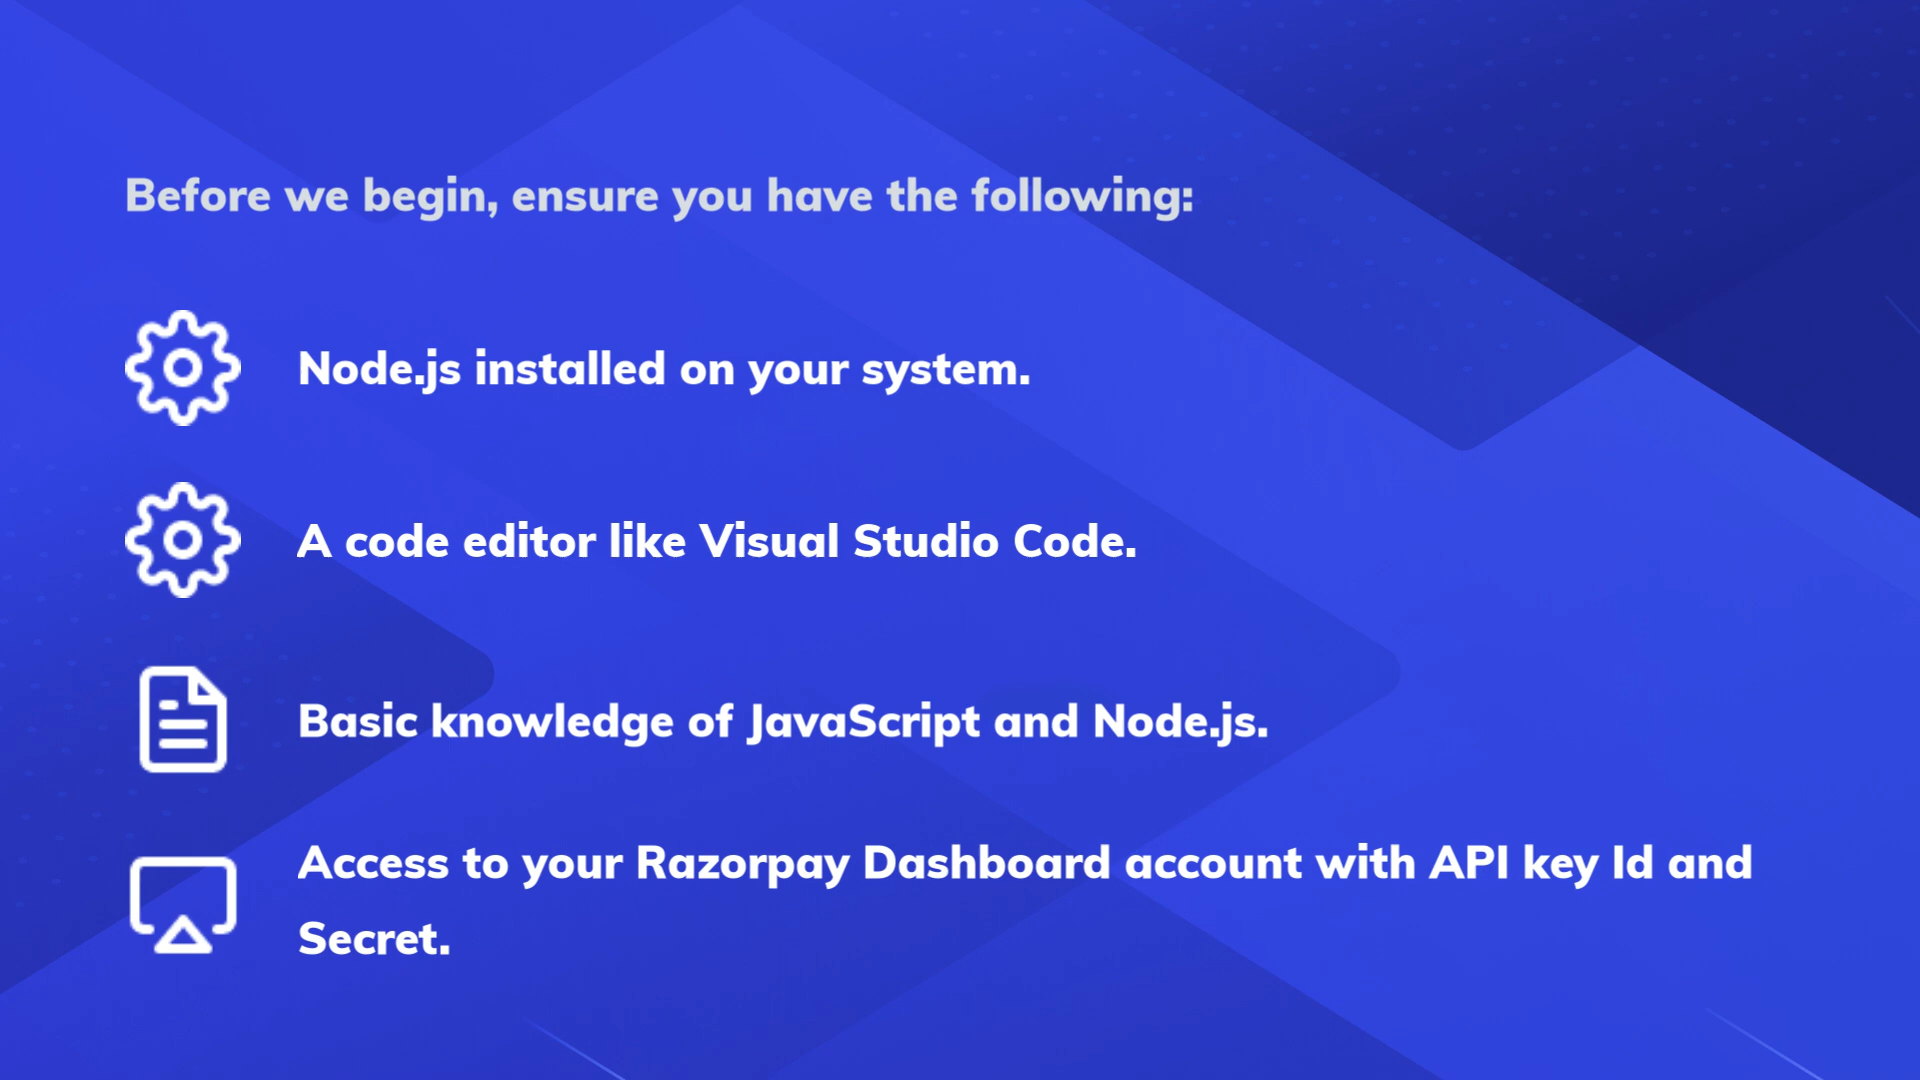 Before we begin, ensure you have the following:
Node.js installed on your system.
A code editor like Visual Studio Code.
Basic knowledge of JavaScript and Node.js.
Access to your Razorpay Dashboard account with API key Id and
Secret.